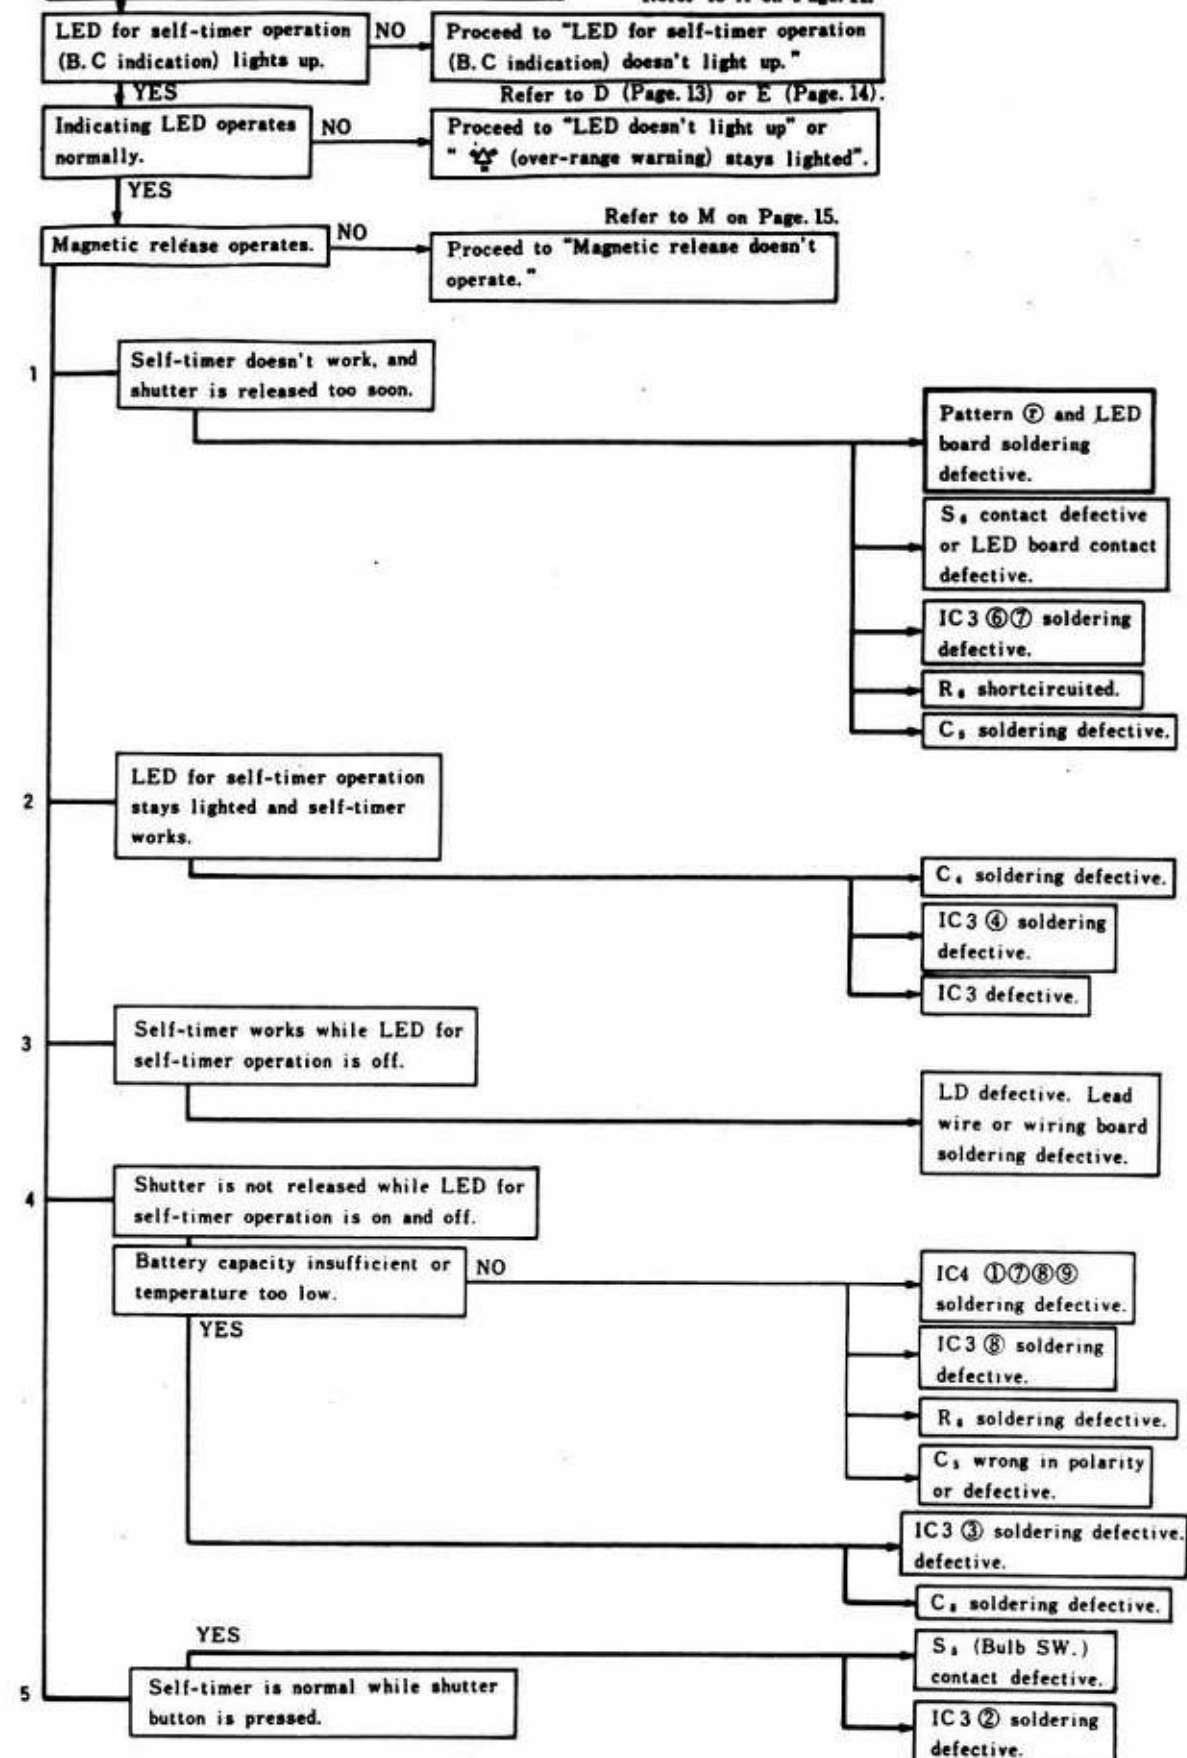 LED for self-timer operation
(B.C indication) lights up.
NO
Proceed to "LED for self-timer operation
(B.C indication) doesn't light up."
YES
Refer to D (Page.13) or E (Page.14).
Indicating LED operates
normally.
NO
Proceed to "LED doesn't light up" or
" (over-range warning) stays lighted".
YES
Refer to M on Page.15.
Magnetic release operates.
NO
Proceed to "Magnetic release doesn't
operate."
1
Self-timer doesn't work, and
shutter is released too soon.
Pattern and LED
board soldering
defective.
contact defective
or LED board contact
defective.
IC3 ⑥⑦ soldering
defective.
shortcircuited.
soldering defective.
2
LED for self-timer operation
stays lighted and self-timer
works.
C₄ soldering defective.
IC3 ④ soldering
defective.
IC3 defective.
3
Self-timer works while LED for
self-timer operation is off.
LD defective. Lead
wire or wiring board
soldering defective.
4
Shutter is not released while LED for
self-timer operation is on and off.
Battery capacity insufficient or
temperature too low.
NO
YES
IC4 ①⑦⑧⑨
soldering defective.
IC3 ⑧ soldering
defective.
soldering defective.
wrong in polarity
or defective.
IC3 ③ soldering defective.
defective.
soldering defective.
YES
5
Self-timer is normal while shutter
button is pressed.
(Bulb SW.)
contact defective.
IC3 ② soldering
defective.